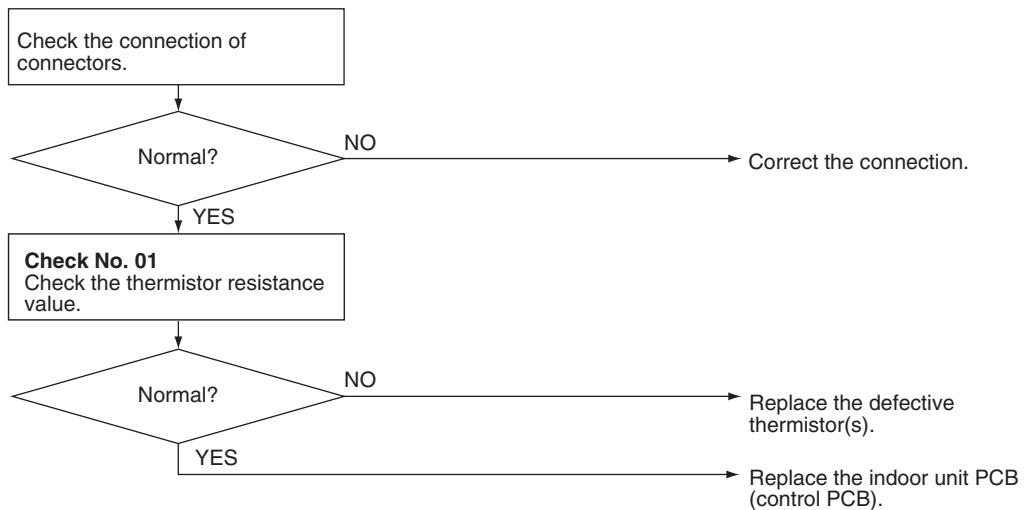 Check the connection of
connectors.
Normal?
NO
Correct the connection.
YES
Check No. 01
Check the thermistor resistance
value.
Normal?
NO
Replace the defective
thermistor(s).
YES
Replace the indoor unit PCB
(control PCB).